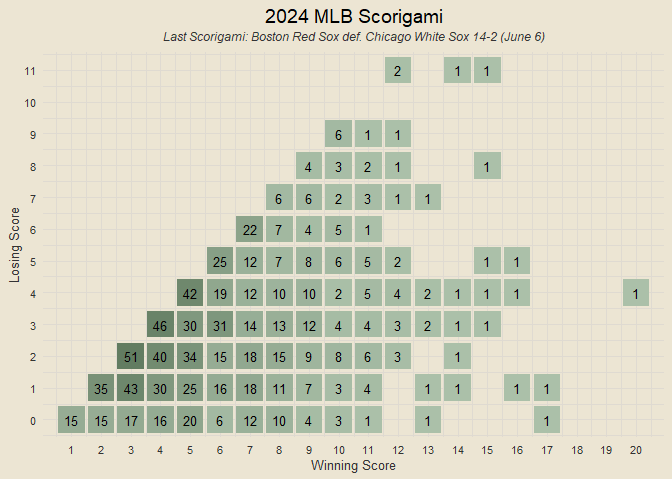 2024 MLB Scorigami
Last Scorigami: Boston Red Sox def. Chicago White Sox 14-2 (June 6)
11 2 1 1
10
9 6 1 1
8 4 3 2 1 1
7 6 6 2 3 1 1
6 22 7 4 5 1
5 25 12 7 8 6 5 2 1 1
4 42 19 12 10 10 2 5 4 2 1 1 1 1
3 46 30 31 14 13 12 4 4 3 2 1 1
2 51 40 34 15 18 15 9 8 6 3 1
1 35 43 30 25 16 18 11 7 3 4 1 1 1 1
0 15 15 17 16 20 6 12 10 4 3 1 1 1
1 2 3 4 5 6 7 8 9 10 11 12 13 14 15 16 17 18 19 20
Winning Score
Losing Score